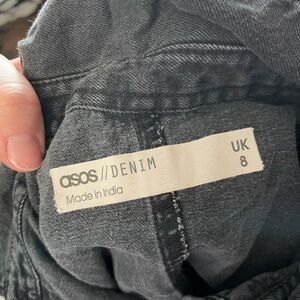 asos//DENIM
Made in India
UK
8